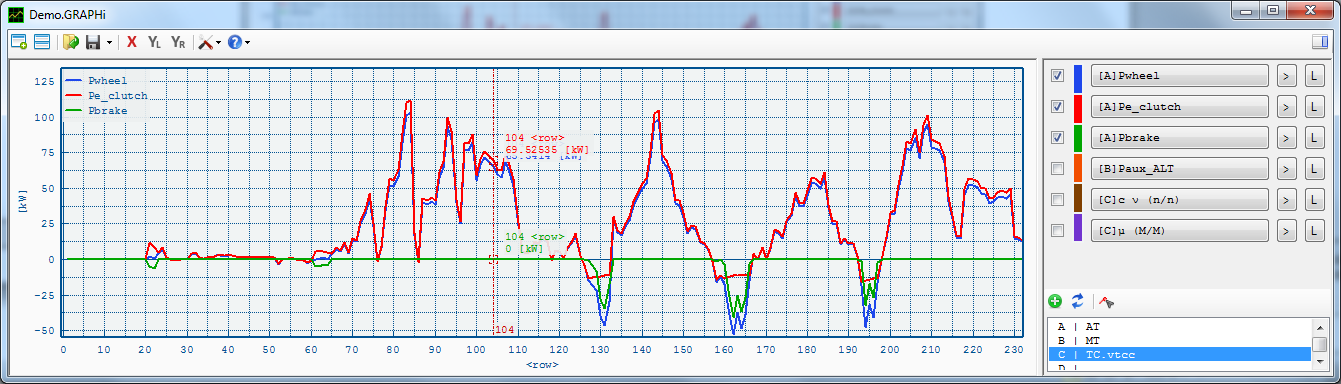 Demo.GRAPHi
X YL YR
[kW]
125
100
75
50
25
0
-25
-50
Pwheel
Pe_clutch
Pbrake
104 <row>
69.52535 [kW]
104 <row>
0 [kW]
104
0 10 20 30 40 50 60 70 80 90 100 110 120 130 140 150 160 170 180 190 200 210 220 230
<row>
[A]Pwheel > L
[A]Pe_clutch > L
[A]Pbrake > L
[B]Paux_ALT > L
[C]c ν (n/n) > L
[C]μ (M/M) > L
A | AT
B | MT
C | TC.vtcc
D |